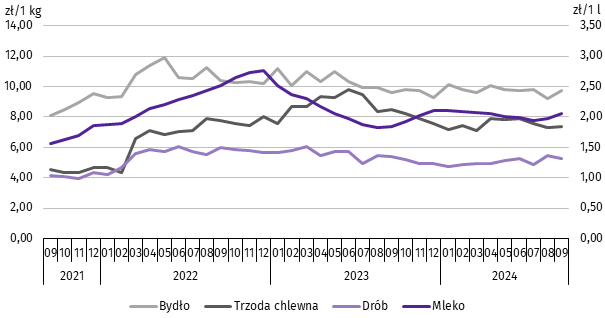 zł/1 kg zł/1 l
14,00 3,50
12,00 3,00
10,00 2,50
8,00 2,00
6,00 1,50
4,00 1,00
2,00 0,50
0,00 0,00
09 10 11 12 01 02 03 04 05 06 07 08 09 10 11 12 01 02 03 04 05 06 07 08 09 10 11 12 01 02 03 04 05 06 07 08 09
2021 2022 2023 2024
Bydło Trzoda chlewna Drób Mleko